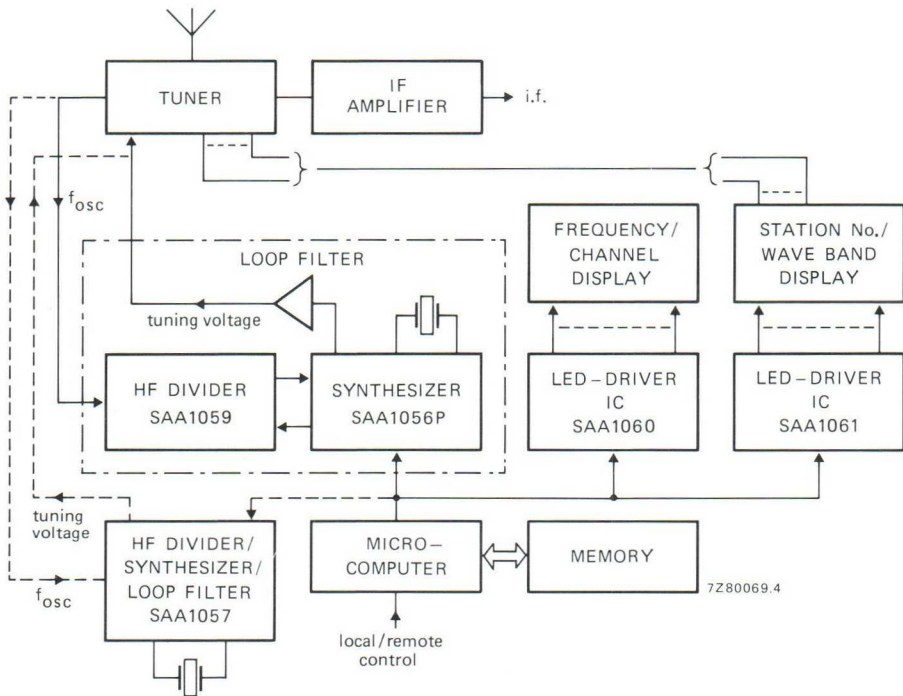 TUNER
IF
AMPLIFIER
i.f.
fosc
LOOP FILTER
tuning voltage
HF DIVIDER
SAA1059
SYNTHESIZER
SAA1056P
FREQUENCY/
CHANNEL
DISPLAY
STATION No./
WAVE BAND
DISPLAY
LED-DRIVER
IC
SAA1060
LED-DRIVER
IC
SAA1061
tuning
voltage
fosc
HF DIVIDER/
SYNTHESIZER/
LOOP FILTER
SAA1057
MICRO-
COMPUTER
MEMORY
7Z80069.4
local/remote
control